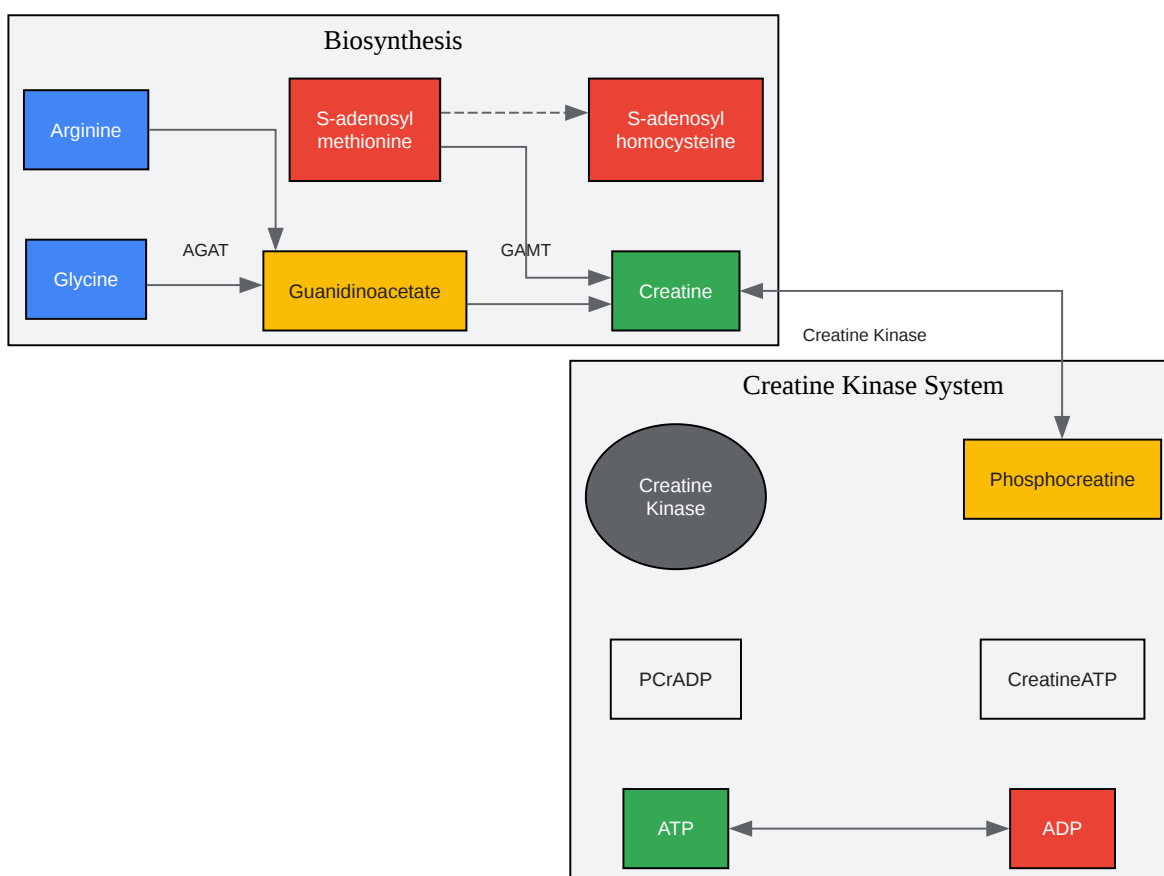 Biosynthesis
Arginine
S-adenosyl
methionine
S-adenosyl
homocysteine
AGAT
GAMT
Glycine
Guanidinoacetate
Creatine
Creatine Kinase
Creatine Kinase System
Creatine
Kinase
Phosphocreatine
PCrADP
CreatineATP
ATP
ADP